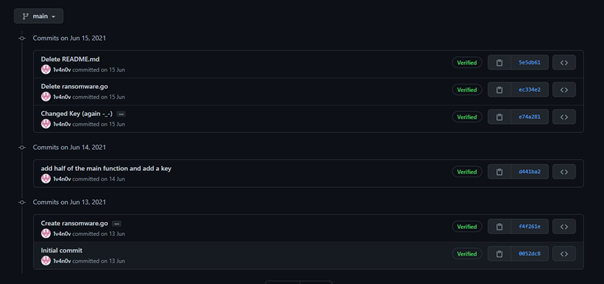 main
Commits on Jun 15, 2021
Delete README.md
Verified
5e5db61
1v4n0v committed on 15 Jun
Delete ransomware.go
Verified
ec334e2
1v4n0v committed on 15 Jun
Changed Key (again -_-) …
Verified
e74a281
1v4n0v committed on 15 Jun
Commits on Jun 14, 2021
add half of the main function and add a key
Verified
d441ba2
1v4n0v committed on 14 Jun
Commits on Jun 13, 2021
Create ransomware.go …
Verified
f4f261e
1v4n0v committed on 13 Jun
Initial commit
Verified
0052dc8
1v4n0v committed on 13 Jun